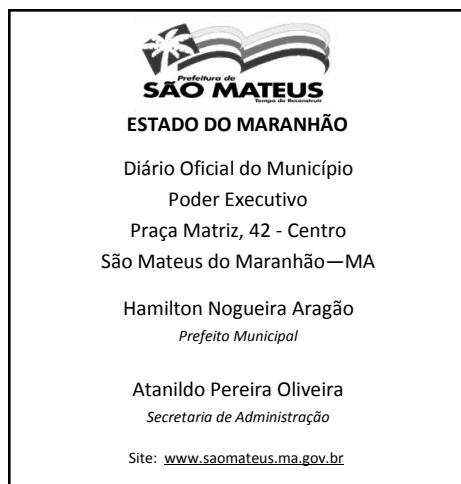 Prefeitura de
SÃO MATEUS
Tempo de Reconstruir
ESTADO DO MARANHÃO
Diário Oficial do Município
Poder Executivo
Praça Matriz, 42 - Centro
São Mateus do Maranhão—MA
Hamilton Nogueira Aragão
Prefeito Municipal
Atanildo Pereira Oliveira
Secretaria de Administração
Site: www.saomateus.ma.gov.br